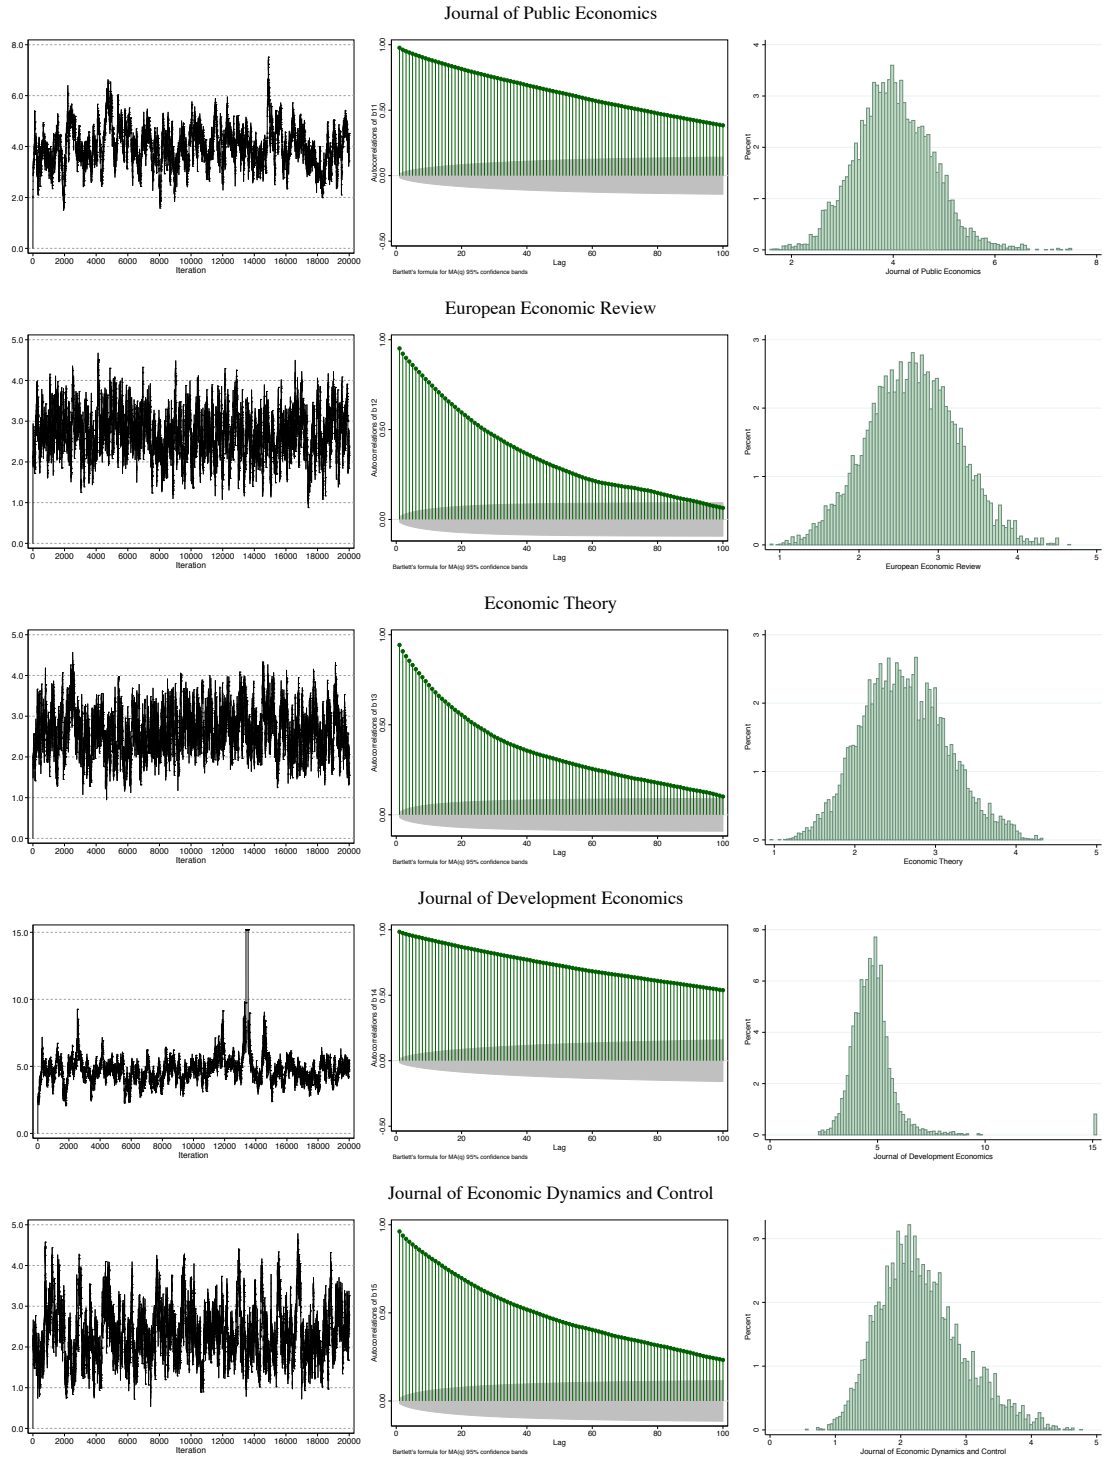 Journal of Public Economics
8.0
6.0
4.0
2.0
0.0
0 2000 4000 6000 8000 10000 12000 14000 16000 18000 20000
Iteration
Autocorrelations of b11
1.00
0.50
0.00
-0.50
0 20 40 60 80 100
Lag
Bartlett's formula for MA(q) 95% confidence bands
Percent
4
3
2
1
0
2 4 6 8
Journal of Public Economics
European Economic Review
5.0
4.0
3.0
2.0
1.0
0.0
0 2000 4000 6000 8000 10000 12000 14000 16000 18000 20000
Iteration
Autocorrelations of b12
1.00
0.50
0.00
0 20 40 60 80 100
Lag
Bartlett's formula for MA(q) 95% confidence bands
Percent
3
2
1
0
1 2 3 4 5
European Economic Review
Economic Theory
5.0
4.0
3.0
2.0
1.0
0.0
0 2000 4000 6000 8000 10000 12000 14000 16000 18000 20000
Iteration
Autocorrelations of b13
1.00
0.50
0.00
0 20 40 60 80 100
Lag
Bartlett's formula for MA(q) 95% confidence bands
Percent
3
2
1
0
1 2 3 4 5
Economic Theory
Journal of Development Economics
15.0
10.0
5.0
0.0
0 2000 4000 6000 8000 10000 12000 14000 16000 18000 20000
Iteration
Autocorrelations of b14
1.00
0.50
0.00
-0.50
0 20 40 60 80 100
Lag
Bartlett's formula for MA(q) 95% confidence bands
Percent
8
6
4
2
0
0 5 10 15
Journal of Development Economics
Journal of Economic Dynamics and Control
5.0
4.0
3.0
2.0
1.0
0.0
0 2000 4000 6000 8000 10000 12000 14000 16000 18000 20000
Iteration
Autocorrelations of b15
1.00
0.50
0.00
0 20 40 60 80 100
Lag
Bartlett's formula for MA(q) 95% confidence bands
Percent
3
2
1
0
0 1 2 3 4 5
Journal of Economic Dynamics and Control